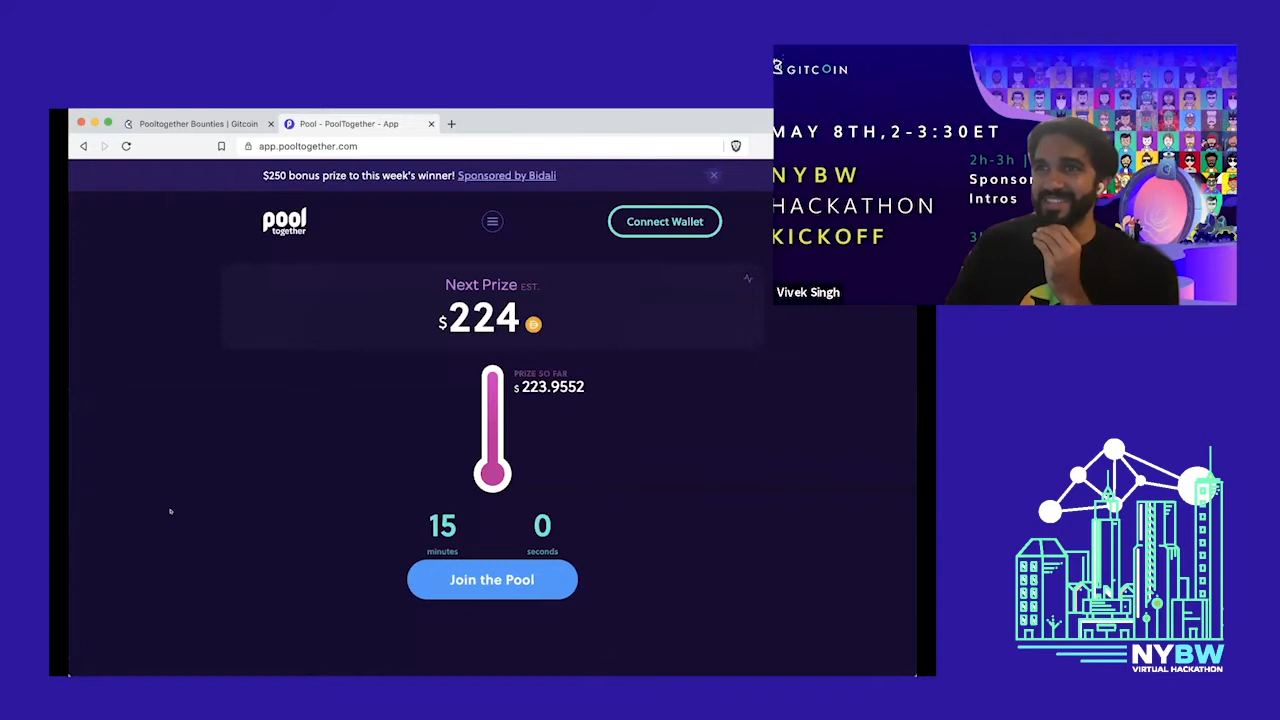 Pooltogether Bounties | Gitcoin
Pool - PoolTogether - App
app.pooltogether.com
$250 bonus prize to this week's winner! Sponsored by Bidali
pool
together
Connect Wallet
Next Prize EST.
$224
PRIZE SO FAR
$ 223.9552
15 0
minutes seconds
Join the Pool
GITCOIN
MAY 8TH,2-3:30ET
NYBW
HACKATHON
KICKOFF
2h-3h |
Sponsor
Intros
Vivek Singh
NYBW
VIRTUAL HACKATHON